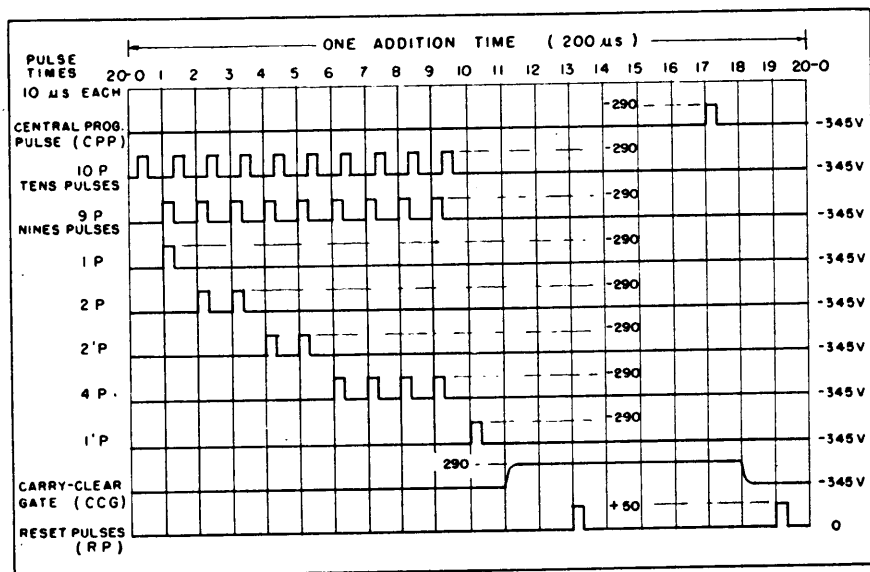 ONE ADDITION TIME ( 200 μs )
PULSE TIMES
20-0 1 2 3 4 5 6 7 8 9 10 11 12 13 14 15 16 17 18 19 20-0
10 μs EACH
-290
CENTRAL PROG. PULSE (CPP)
-345V
-290
10 P
TENS PULSES
-345V
-290
9 P
NINES PULSES
-345V
-290
1 P
-345V
-290
2 P
-345V
-290
2'P
-345V
-290
4 P.
-345V
-290
1'P
-345V
290
CARRY-CLEAR GATE (CCG)
-345V
+50
RESET PULSES (RP)
0